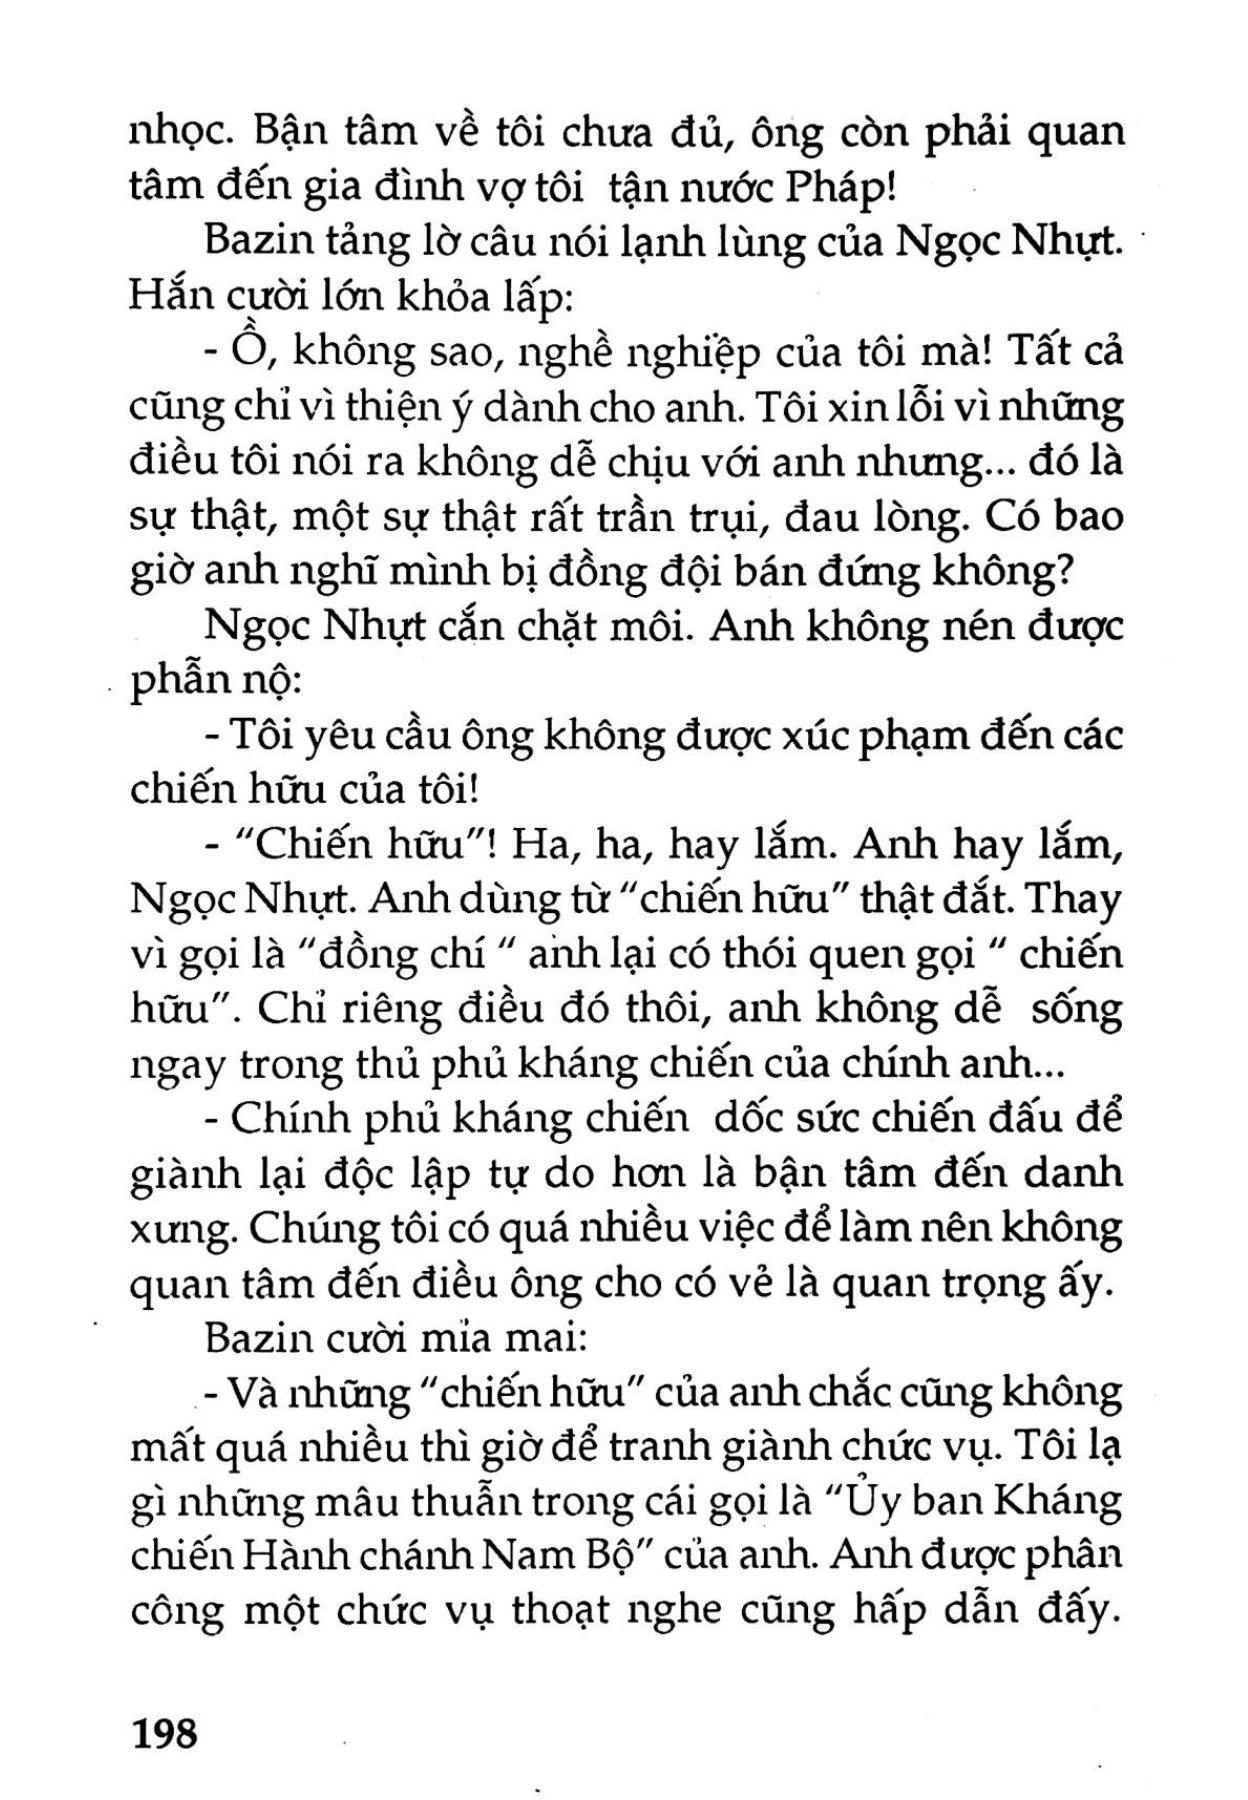 nhọc. Bận tâm về tôi chưa đủ, ông còn phải quan
tâm đến gia đình vợ tôi  tận nước Pháp!
Bazin tảng lờ câu nói lạnh lùng của Ngọc Nhựt.
Hắn cười lớn khỏa lấp:
- Ồ, không sao, nghề nghiệp của tôi mà! Tất cả
cũng chỉ vì thiện ý dành cho anh. Tôi xin lỗi vì những
điều tôi nói ra không dễ chịu với anh nhưng... đó là
sự thật, một sự thật rất trần trụi, đau lòng. Có bao
giờ anh nghĩ mình bị đồng đội bán đứng không?
Ngọc Nhựt cắn chặt môi. Anh không nén được
phẫn nộ:
- Tôi yêu cầu ông không được xúc phạm đến các
chiến hữu của tôi!
- "Chiến hữu"! Ha, ha, hay lắm. Anh hay lắm,
Ngọc Nhựt. Anh dùng từ "chiến hữu" thật đắt. Thay
vì gọi là "đồng chí " anh lại có thói quen gọi " chiến
hữu". Chỉ riêng điều đó thôi, anh không dễ  sống
ngay trong thủ phủ kháng chiến của chính anh...
- Chính phủ kháng chiến  dốc sức chiến đấu để
giành lại độc lập tự do hơn là bận tâm đến danh
xưng. Chúng tôi có quá nhiều việc để làm nên không
quan tâm đến điều ông cho có vẻ là quan trọng ấy.
Bazin cười mỉa mai:
- Và những "chiến hữu" của anh chắc cũng không
mất quá nhiều thì giờ để tranh giành chức vụ. Tôi lạ
gì những mâu thuẫn trong cái gọi là "Ủy ban Kháng
chiến Hành chánh Nam Bộ" của anh. Anh được phân
công một chức vụ thoạt nghe cũng hấp dẫn đấy.
198